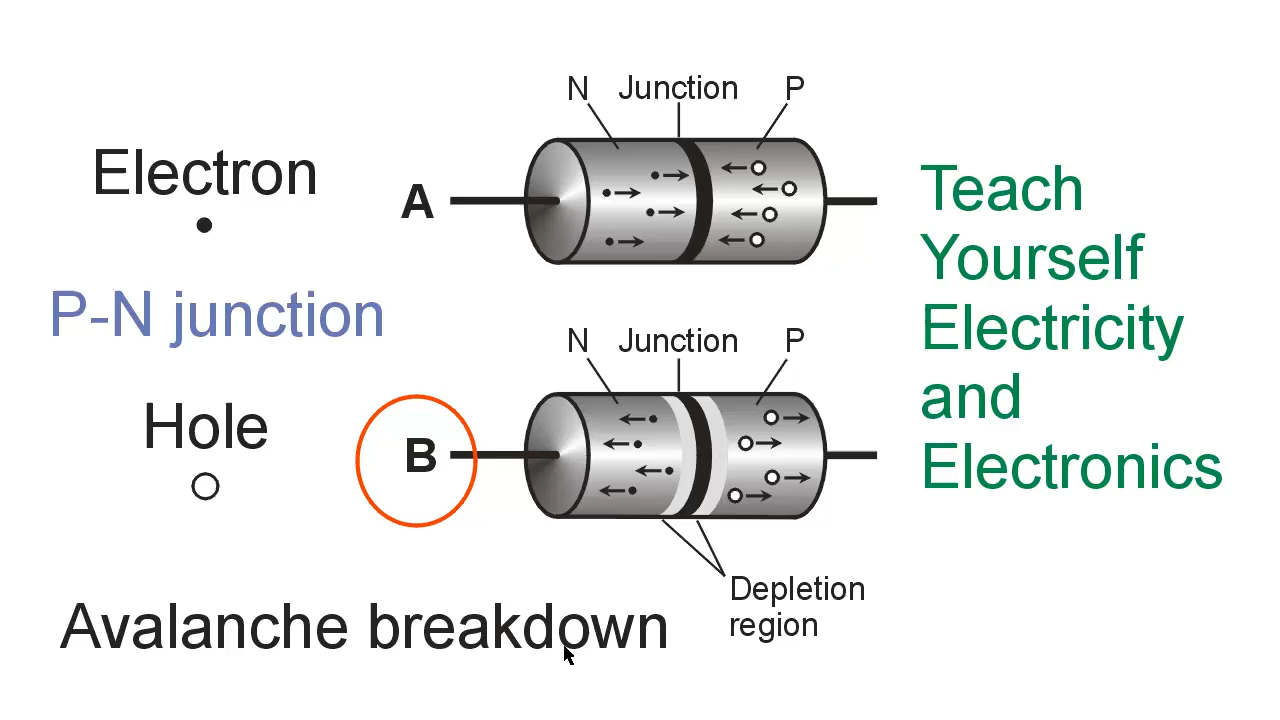 Electron
P-N junction
Hole
Avalanche breakdown
A
N Junction P
B
N Junction P
Depletion
region
Teach
Yourself
Electricity
and
Electronics